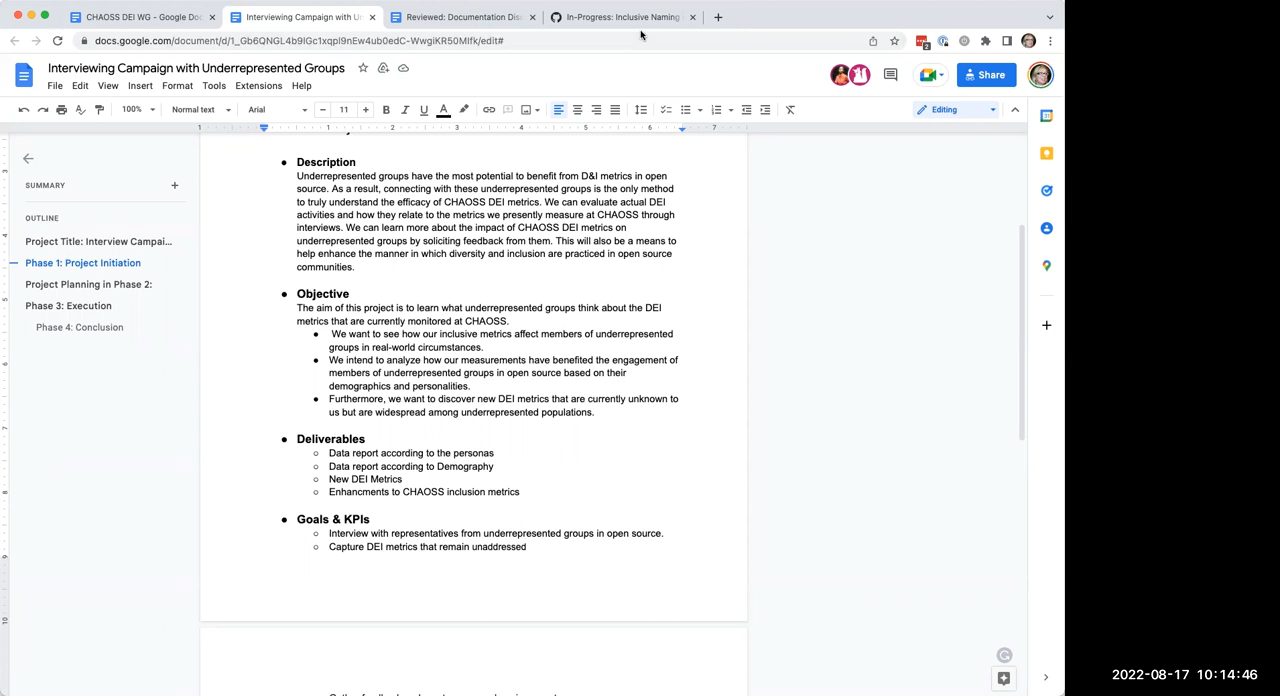 CHAOSS DEI WG - Google Doc
Interviewing Campaign with Un
Reviewed: Documentation Dis
In-Progress: Inclusive Naming
docs.google.com/document/d/1_Gb6QNGL4b9IGc1xqpl9nEw4ub0edC-WwgiKR50MIfk/edit#
2
Interviewing Campaign with Underrepresented Groups
File Edit View Insert Format Tools Extensions Help
Share
100% Normal text Arial 11 Editing
1 1 2 3 4 5 6 7
SUMMARY
OUTLINE
Project Title: Interview Campai...
Phase 1: Project Initiation
Project Planning in Phase 2:
Phase 3: Execution
Phase 4: Conclusion
Description
Underrepresented groups have the most potential to benefit from D&I metrics in open
source. As a result, connecting with these underrepresented groups is the only method
to truly understand the efficacy of CHAOSS DEI metrics. We can evaluate actual DEI
activities and how they relate to the metrics we presently measure at CHAOSS through
interviews. We can learn more about the impact of CHAOSS DEI metrics on
underrepresented groups by soliciting feedback from them. This will also be a means to
help enhance the manner in which diversity and inclusion are practiced in open source
communities.
Objective
The aim of this project is to learn what underrepresented groups think about the DEI
metrics that are currently monitored at CHAOSS.
We want to see how our inclusive metrics affect members of underrepresented
groups in real-world circumstances.
We intend to analyze how our measurements have benefited the engagement of
members of underrepresented groups in open source based on their
demographics and personalities.
Furthermore, we want to discover new DEI metrics that are currently unknown to
us but are widespread among underrepresented populations.
Deliverables
Data report according to the personas
Data report according to Demography
New DEI Metrics
Enhancments to CHAOSS inclusion metrics
Goals & KPIs
Interview with representatives from underrepresented groups in open source.
Capture DEI metrics that remain unaddressed
2022-08-17 10:14:46